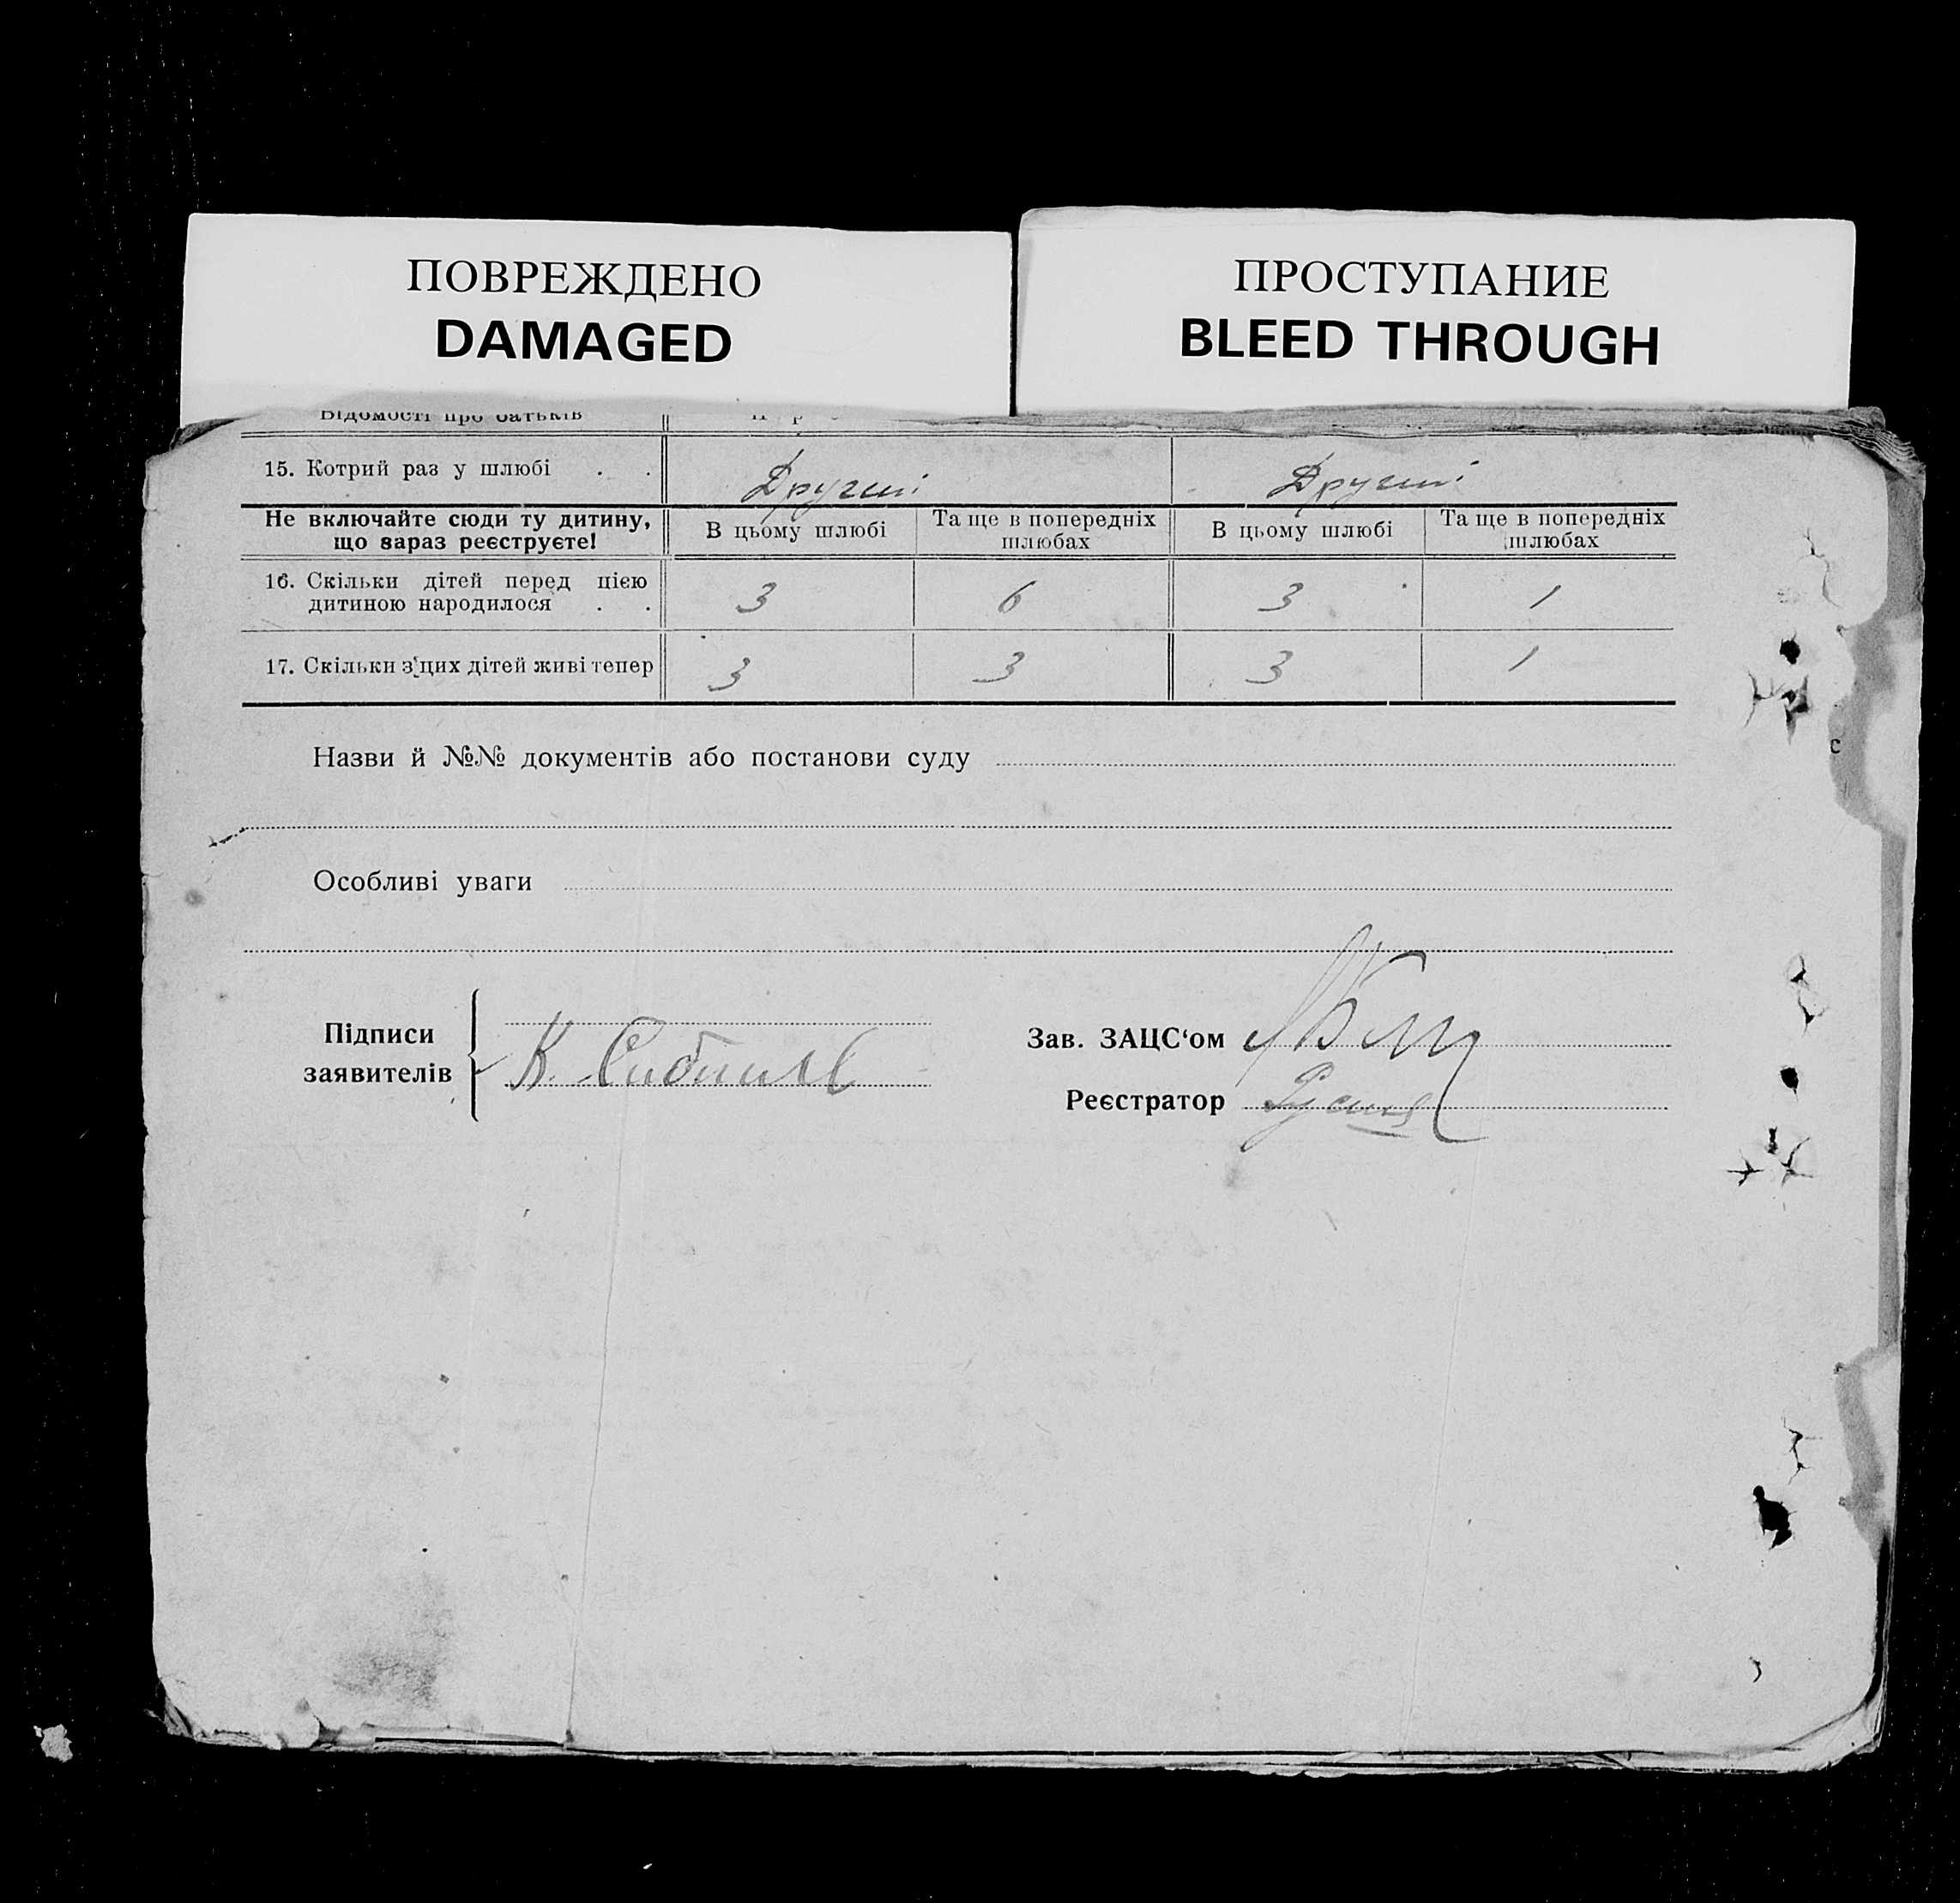 ПОВРЕЖДЕНО
DAMAGED
ПРОСТУПАНИЕ
BLEED THROUGH
Відомості про батьків
15. Котрий раз у шлюбі . . Другий Другий
Не включайте сюди ту дитину, що зараз реєструєте! В цьому шлюбі Та ще в попередніх шлюбах В цьому шлюбі Та ще в попередніх шлюбах
16. Скільки дітей перед цією
дитиною народилося . . 3 6 3 1
17. Скільки з цих дітей живі тепер 3 3 3 1
Назви й №№ документів або постанови суду
Особливі уваги
Підписи
заявителів К.
Зав. ЗАЦС‘ом
Реєстратор